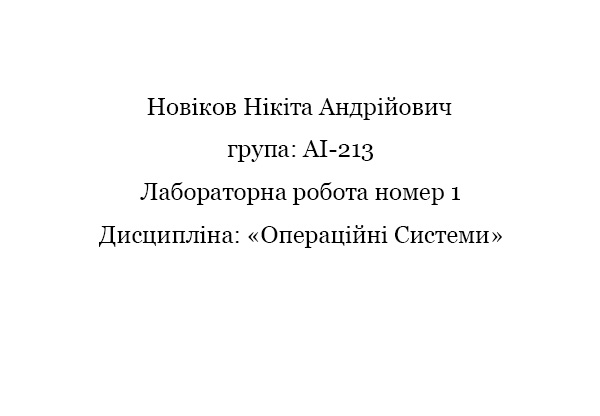 Новіков Нікіта Андрійович
група: АІ-213
Лабораторна робота номер 1
Дисципліна: «Операційні Системи»